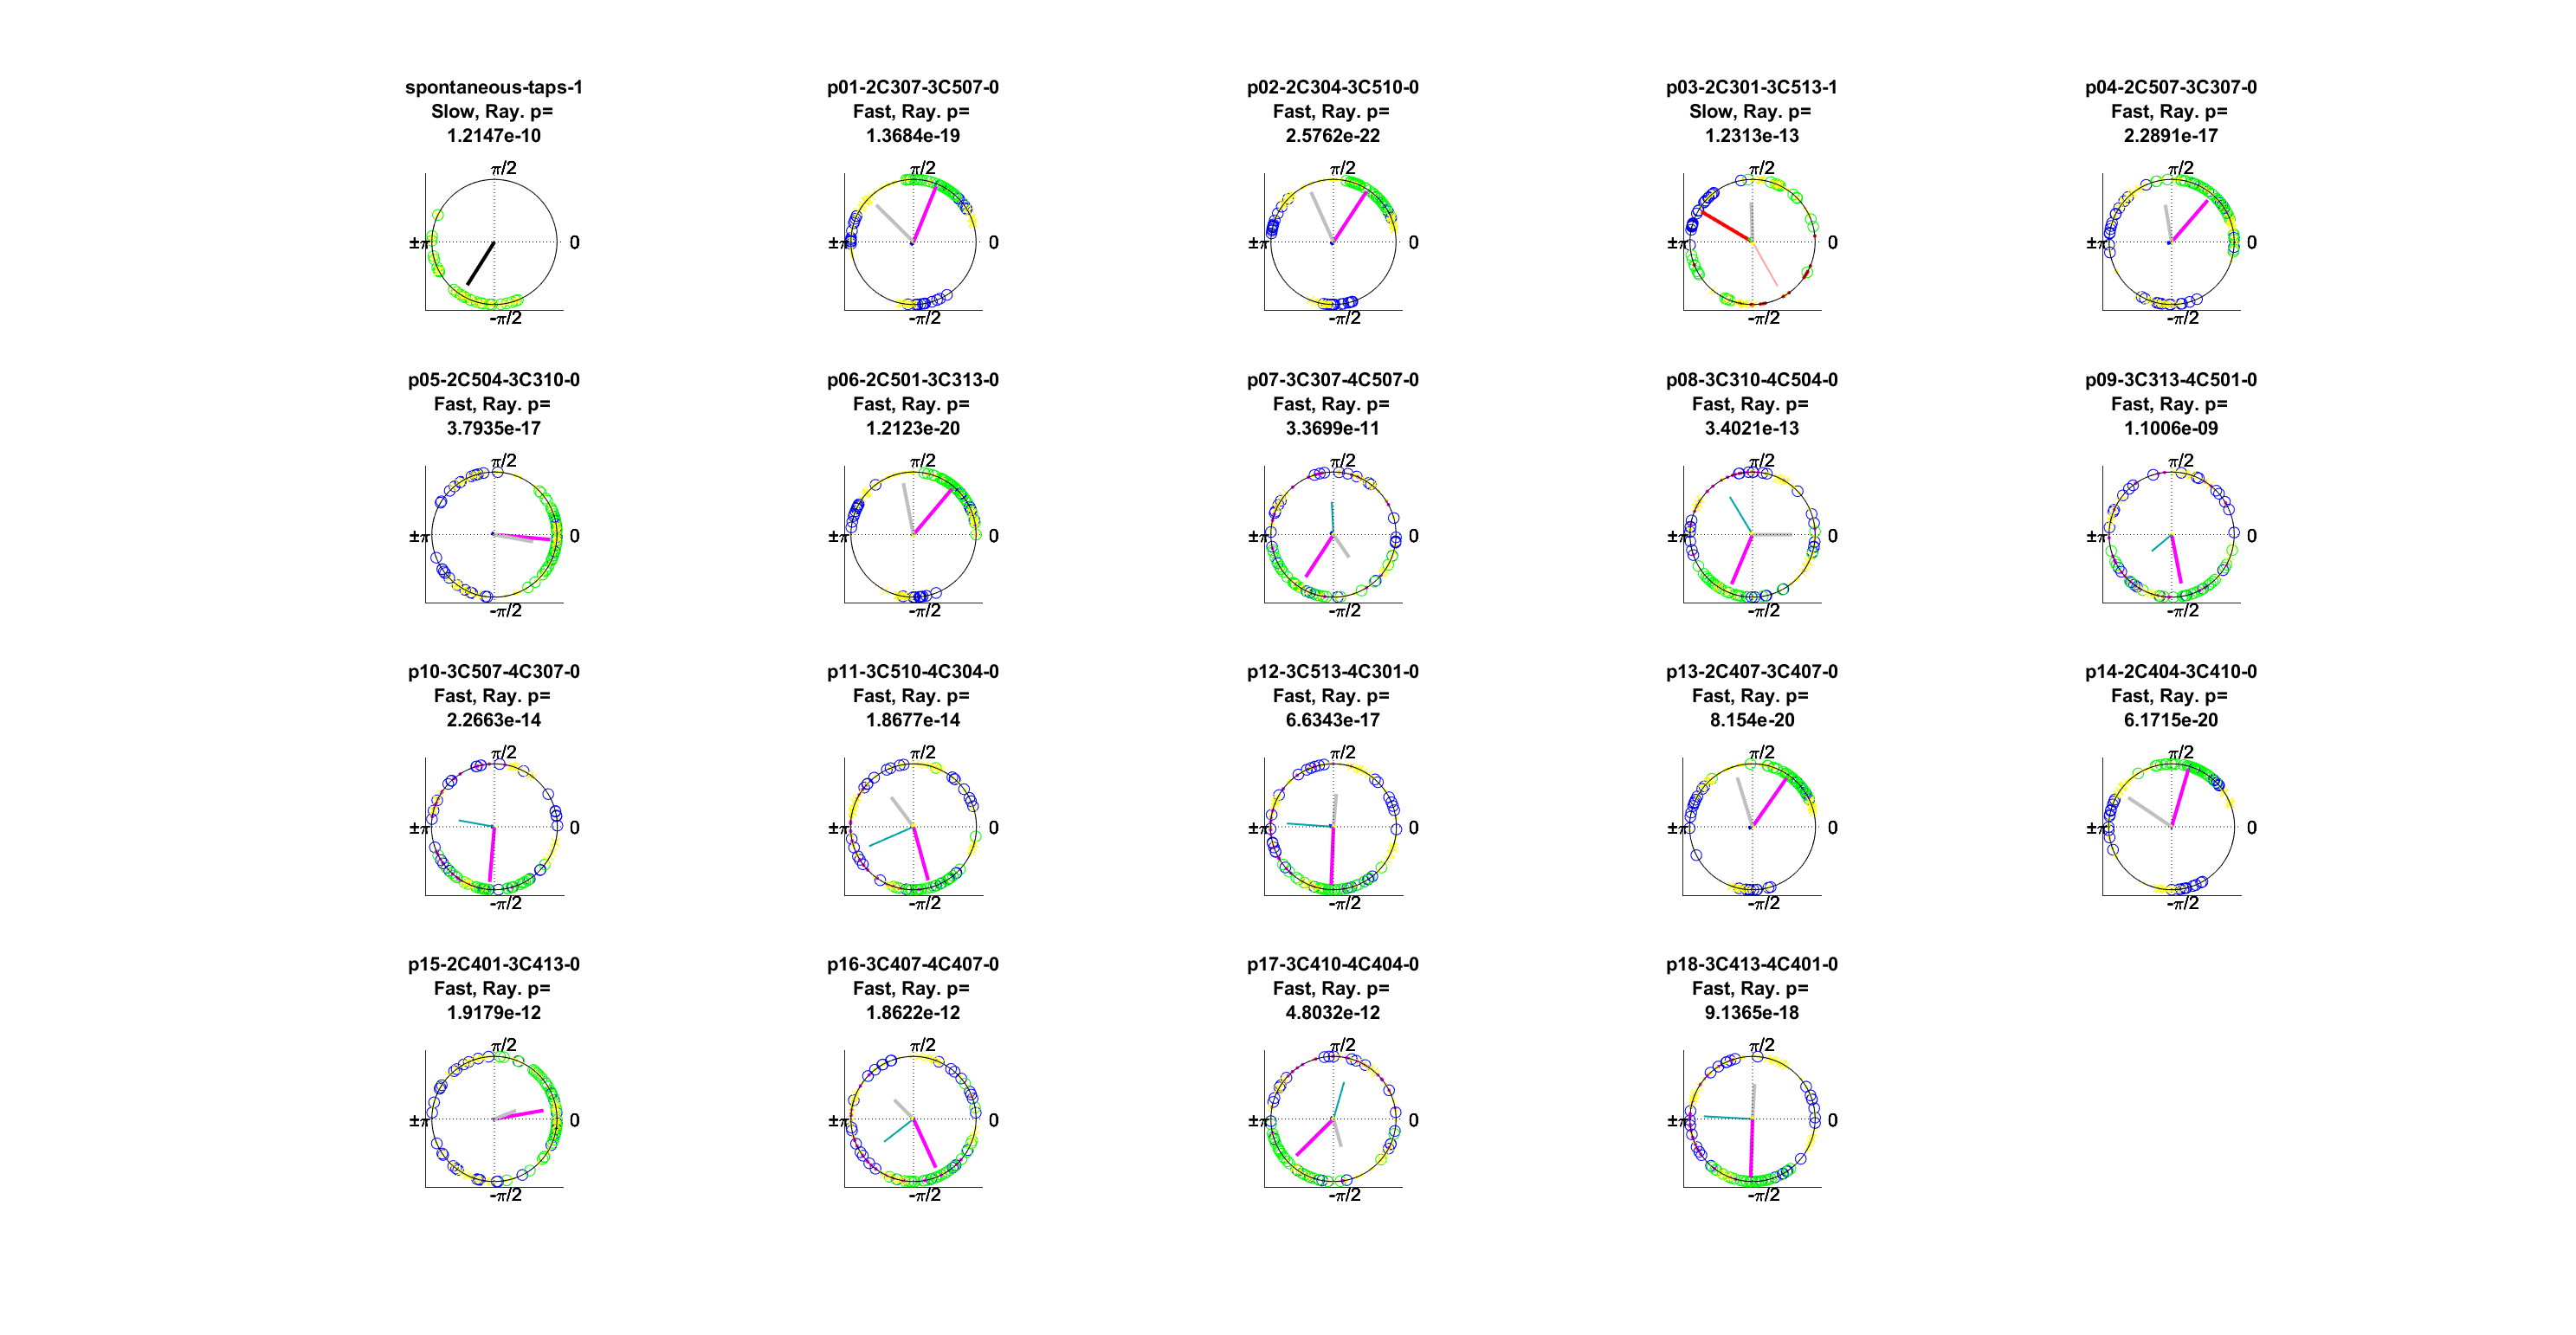 spontaneous-taps-1
Slow, Ray. p=
1.2147e-10
π/2
±π
0
-π/2
p01-2C307-3C507-0
Fast, Ray. p=
1.3684e-19
π/2
±π
0
-π/2
p02-2C304-3C510-0
Fast, Ray. p=
2.5762e-22
π/2
±π
0
-π/2
p03-2C301-3C513-1
Slow, Ray. p=
1.2313e-13
π/2
±π
0
-π/2
p04-2C507-3C307-0
Fast, Ray. p=
2.2891e-17
π/2
±π
0
-π/2
p05-2C504-3C310-0
Fast, Ray. p=
3.7935e-17
π/2
±π
0
-π/2
p06-2C501-3C313-0
Fast, Ray. p=
1.2123e-20
π/2
±π
0
-π/2
p07-3C307-4C507-0
Fast, Ray. p=
3.3699e-11
π/2
±π
0
-π/2
p08-3C310-4C504-0
Fast, Ray. p=
3.4021e-13
π/2
±π
0
-π/2
p09-3C313-4C501-0
Fast, Ray. p=
1.1006e-09
π/2
±π
0
-π/2
p10-3C507-4C307-0
Fast, Ray. p=
2.2663e-14
π/2
±π
0
-π/2
p11-3C510-4C304-0
Fast, Ray. p=
1.8677e-14
π/2
±π
0
-π/2
p12-3C513-4C301-0
Fast, Ray. p=
6.6343e-17
π/2
±π
0
-π/2
p13-2C407-3C407-0
Fast, Ray. p=
8.154e-20
π/2
±π
0
-π/2
p14-2C404-3C410-0
Fast, Ray. p=
6.1715e-20
π/2
±π
0
-π/2
p15-2C401-3C413-0
Fast, Ray. p=
1.9179e-12
π/2
±π
0
-π/2
p16-3C407-4C407-0
Fast, Ray. p=
1.8622e-12
π/2
±π
0
-π/2
p17-3C410-4C404-0
Fast, Ray. p=
4.8032e-12
π/2
±π
0
-π/2
p18-3C413-4C401-0
Fast, Ray. p=
9.1365e-18
π/2
±π
0
-π/2